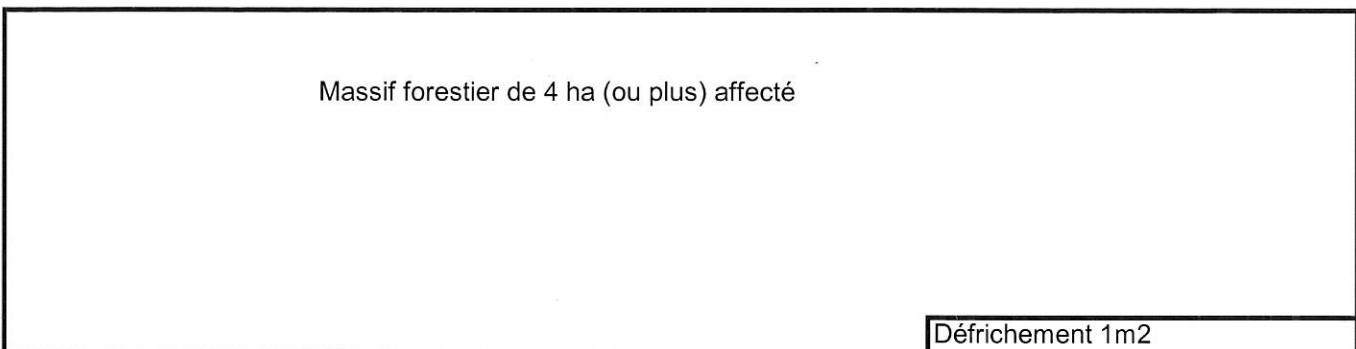 Massif forestier de 4 ha (ou plus) affecté
Défrichement 1m2